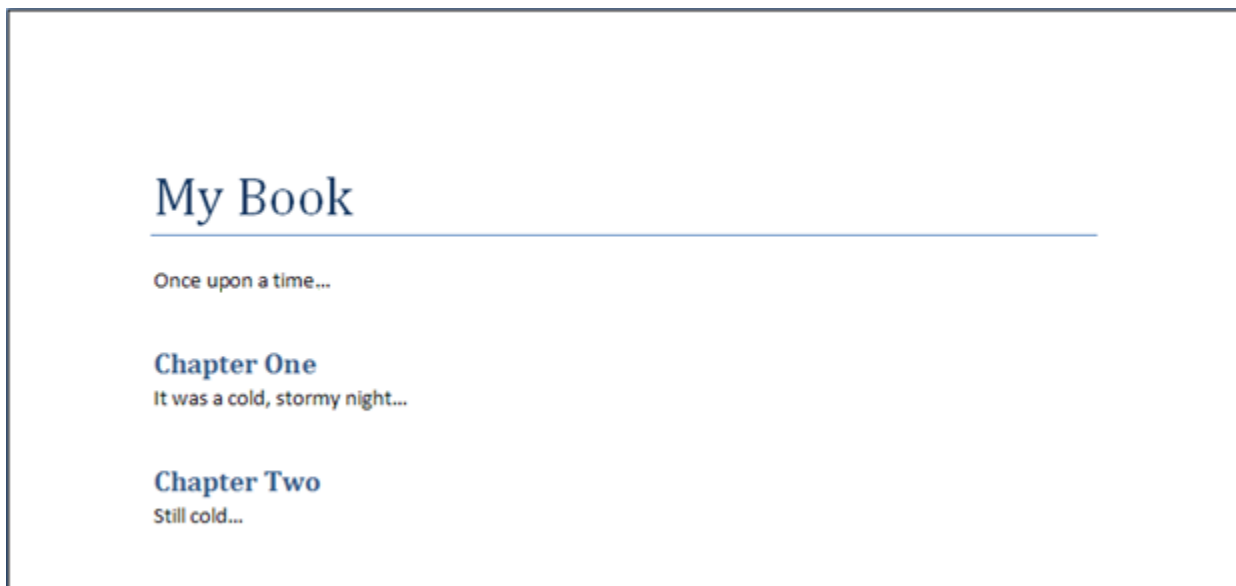 My Book
Once upon a time...
Chapter One
It was a cold, stormy night...
Chapter Two
Still cold...